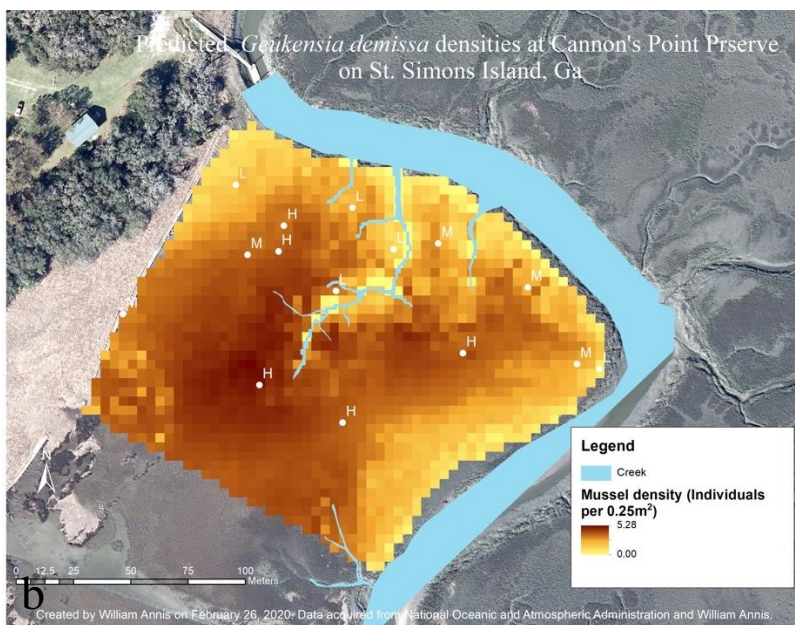 Predicted Geukensia demissa densities at Cannon's Point Prserve
on St. Simons Island, Ga
L
L
H
H
M
L
M
L
M
M
H
M
L
H
H
Legend
Creek
Mussel density (Individuals
per 0.25m²)
5.28
0.00
N
0 12.5 25 50 75 100
Meters
b
Created by William Annis on February 26, 2020. Data acquired from National Oceanic and Atmospheric Administration and William Annis.